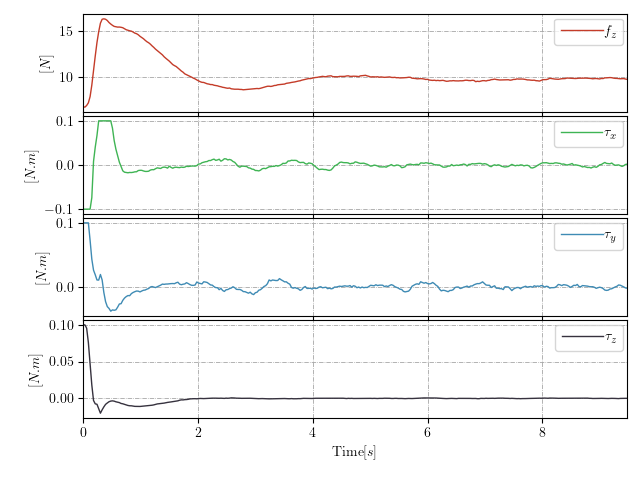 15
10
[N]
f_z
0.1
0.0
−0.1
[N.m]
τ_x
0.1
0.0
[N.m]
τ_y
0.10
0.05
0.00
[N.m]
τ_z
0 2 4 6 8
Time[s]